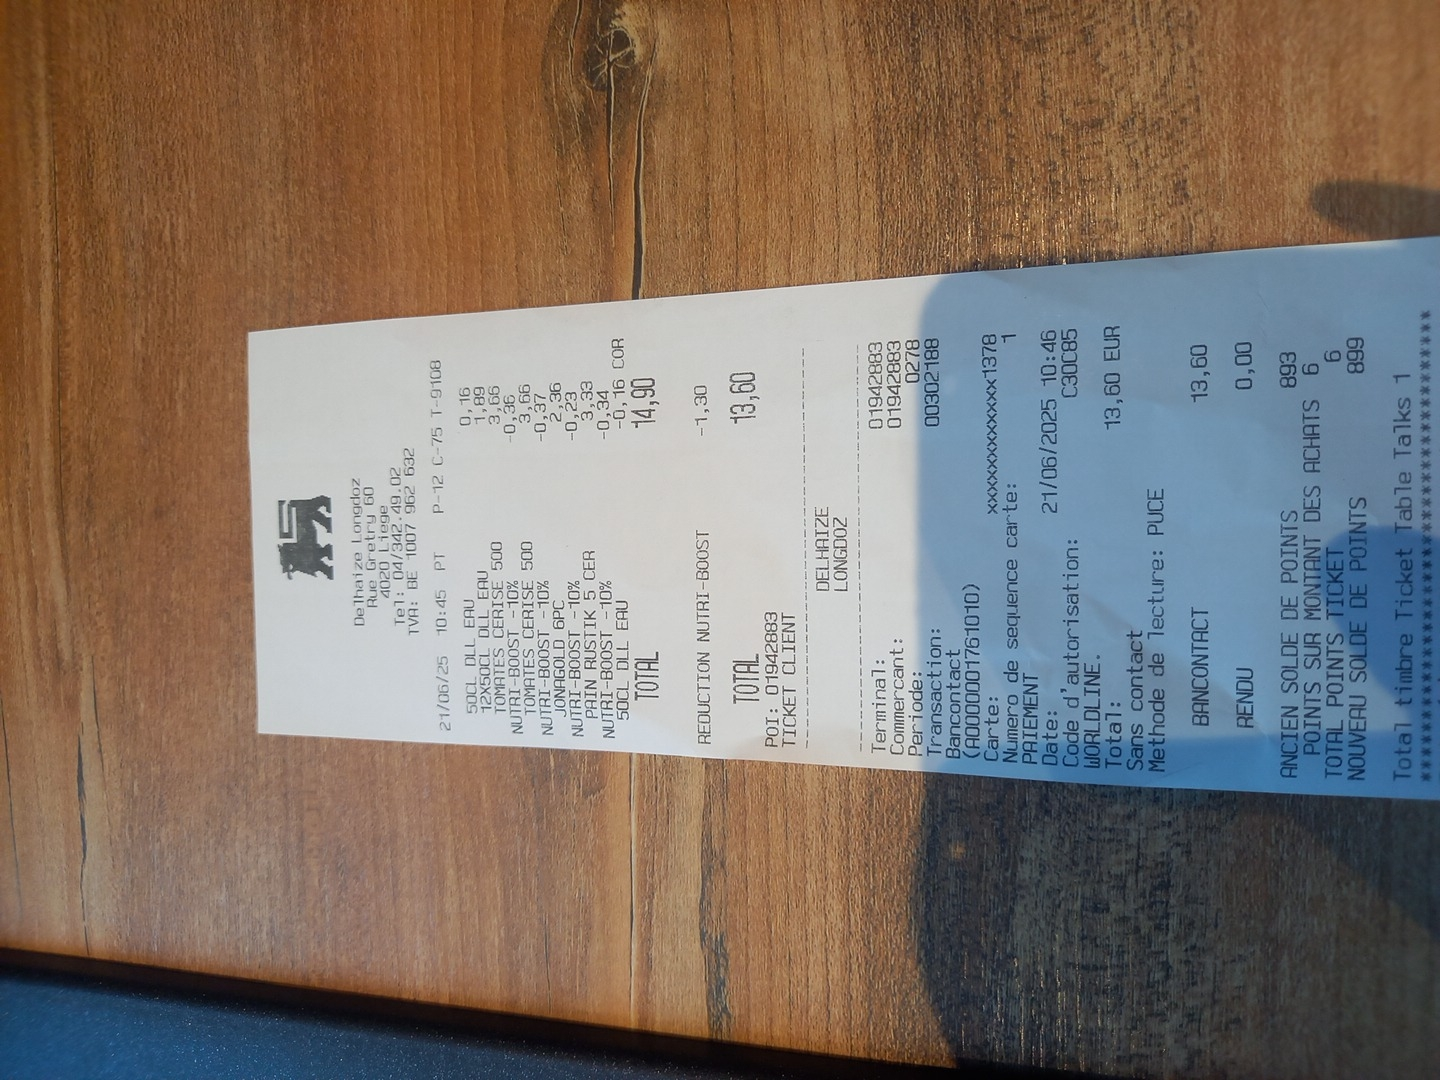 Delhaize Longdoz
Rue Gretry 60
4020 Liege
Tel: 04/342.49.02
TVA: BE 1007 962 632
21/06/25 10:45 PT P-12 C-75 T-9108
50CL DLL EAU 0,16
12X50CL DLL EAU 1,89
TOMATES CERISE 500 3,66
NUTRI-BOOST -10% -0,36
TOMATES CERISE 500 3,66
NUTRI-BOOST -10% -0,37
JONAGOLD 6PC 2,36
NUTRI-BOOST -10% -0,23
PAIN RUSTIK 5 CER 3,33
NUTRI-BOOST -10% -0,34
50CL DLL EAU -0,16 COR
TOTAL 14,90
REDUCTION NUTRI-BOOST -1,30
TOTAL 13,60
POI: 01942883
TICKET CLIENT
DELHAIZE
LONGDOZ
Terminal: 01942883
Commercant: 01942883
Periode: 0278
Transaction: 00302188
Bancontact
(A0000001761010)
Carte: xxxxxxxxxxxxx1378
Numero de sequence carte: 1
PAIEMENT
Date: 21/06/2025 10:46
Code d'autorisation: C30C85
WORLDLINE.
Total: 13,60 EUR
Sans contact
Methode de lecture: PUCE
BANCONTACT 13,60
RENDU 0,00
ANCIEN SOLDE DE POINTS 893
POINTS SUR MONTANT DES ACHATS 6
TOTAL POINTS TICKET 6
NOUVEAU SOLDE DE POINTS 899
Total timbre Ticket Table Talks 1
****************************************